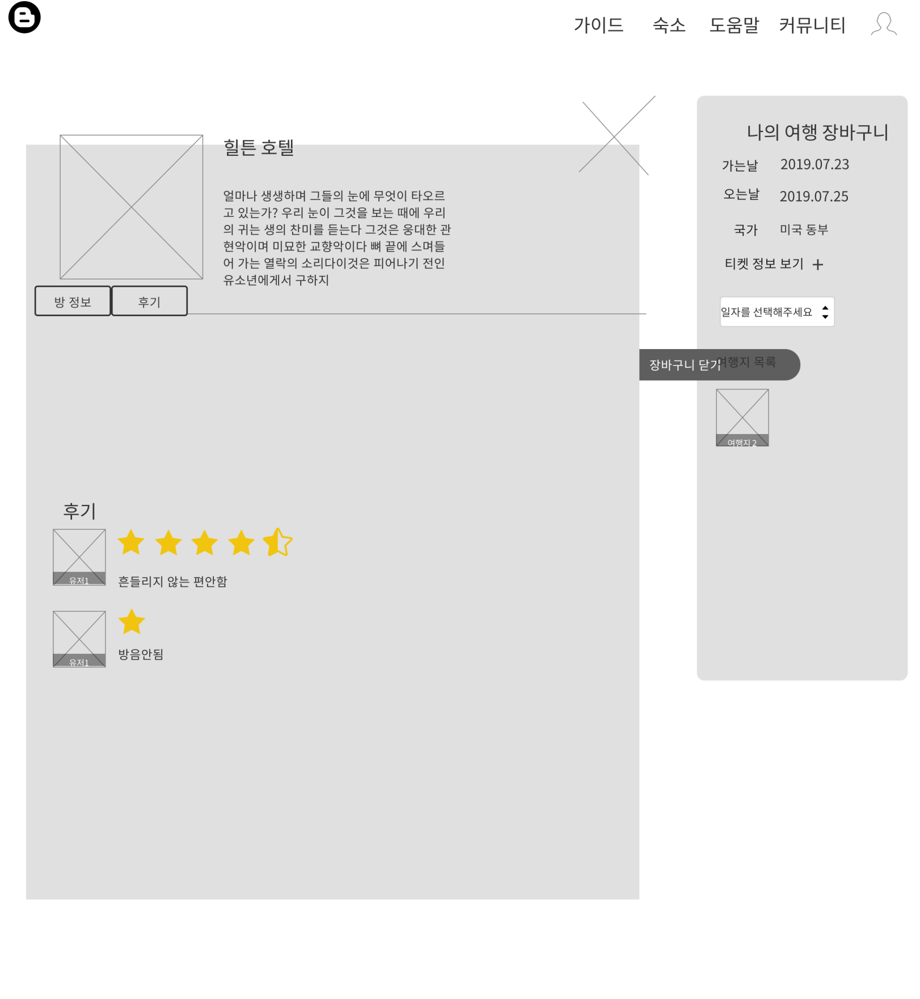 가이드 숙소 도움말 커뮤니티
힐튼 호텔
얼마나 생생하며 그들의 눈에 무엇이 타오르
고 있는가? 우리 눈이 그것을 보는 때에 우리
의 귀는 생의 찬미를 듣는다 그것은 웅대한 관
현악이며 미묘한 교향악이다 뼈 끝에 스며들
어 가는 열락의 소리다이것은 피어나기 전인
유소년에게서 구하지
방 정보
후기
후기
유저1
흔들리지 않는 편안함
유저1
방음안됨
나의 여행 장바구니
가는날 2019.07.23
오는날 2019.07.25
국가 미국 동부
티켓 정보 보기 +
일자를 선택해주세요
장바구니 닫기
여행지 목록
여행지 2